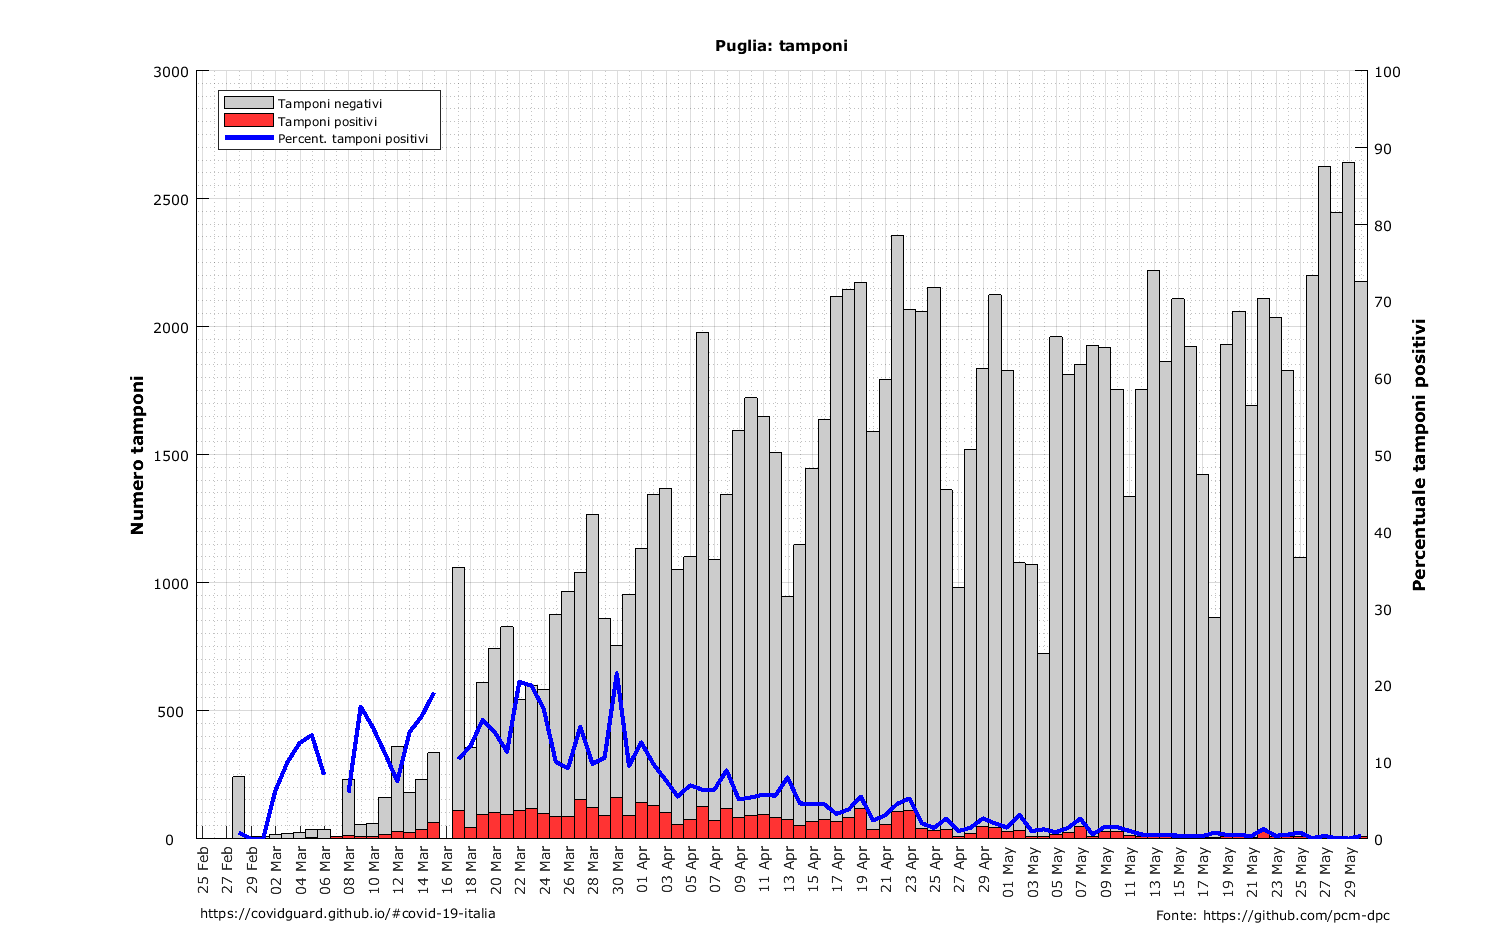 Puglia: tamponi
3000
2500
2000
1500
1000
500
0
Numero tamponi
Tamponi negativi
Tamponi positivi
Percent. tamponi positivi
100
90
80
70
60
50
40
30
20
10
0
Percentuale tamponi positivi
25 Feb
27 Feb
29 Feb
02 Mar
04 Mar
06 Mar
08 Mar
10 Mar
12 Mar
14 Mar
16 Mar
18 Mar
20 Mar
22 Mar
24 Mar
26 Mar
28 Mar
30 Mar
01 Apr
03 Apr
05 Apr
07 Apr
09 Apr
11 Apr
13 Apr
15 Apr
17 Apr
19 Apr
21 Apr
23 Apr
25 Apr
27 Apr
29 Apr
01 May
03 May
05 May
07 May
09 May
11 May
13 May
15 May
17 May
19 May
21 May
23 May
25 May
27 May
29 May
https://covidguard.github.io/#covid-19-italia
Fonte: https://github.com/pcm-dpc